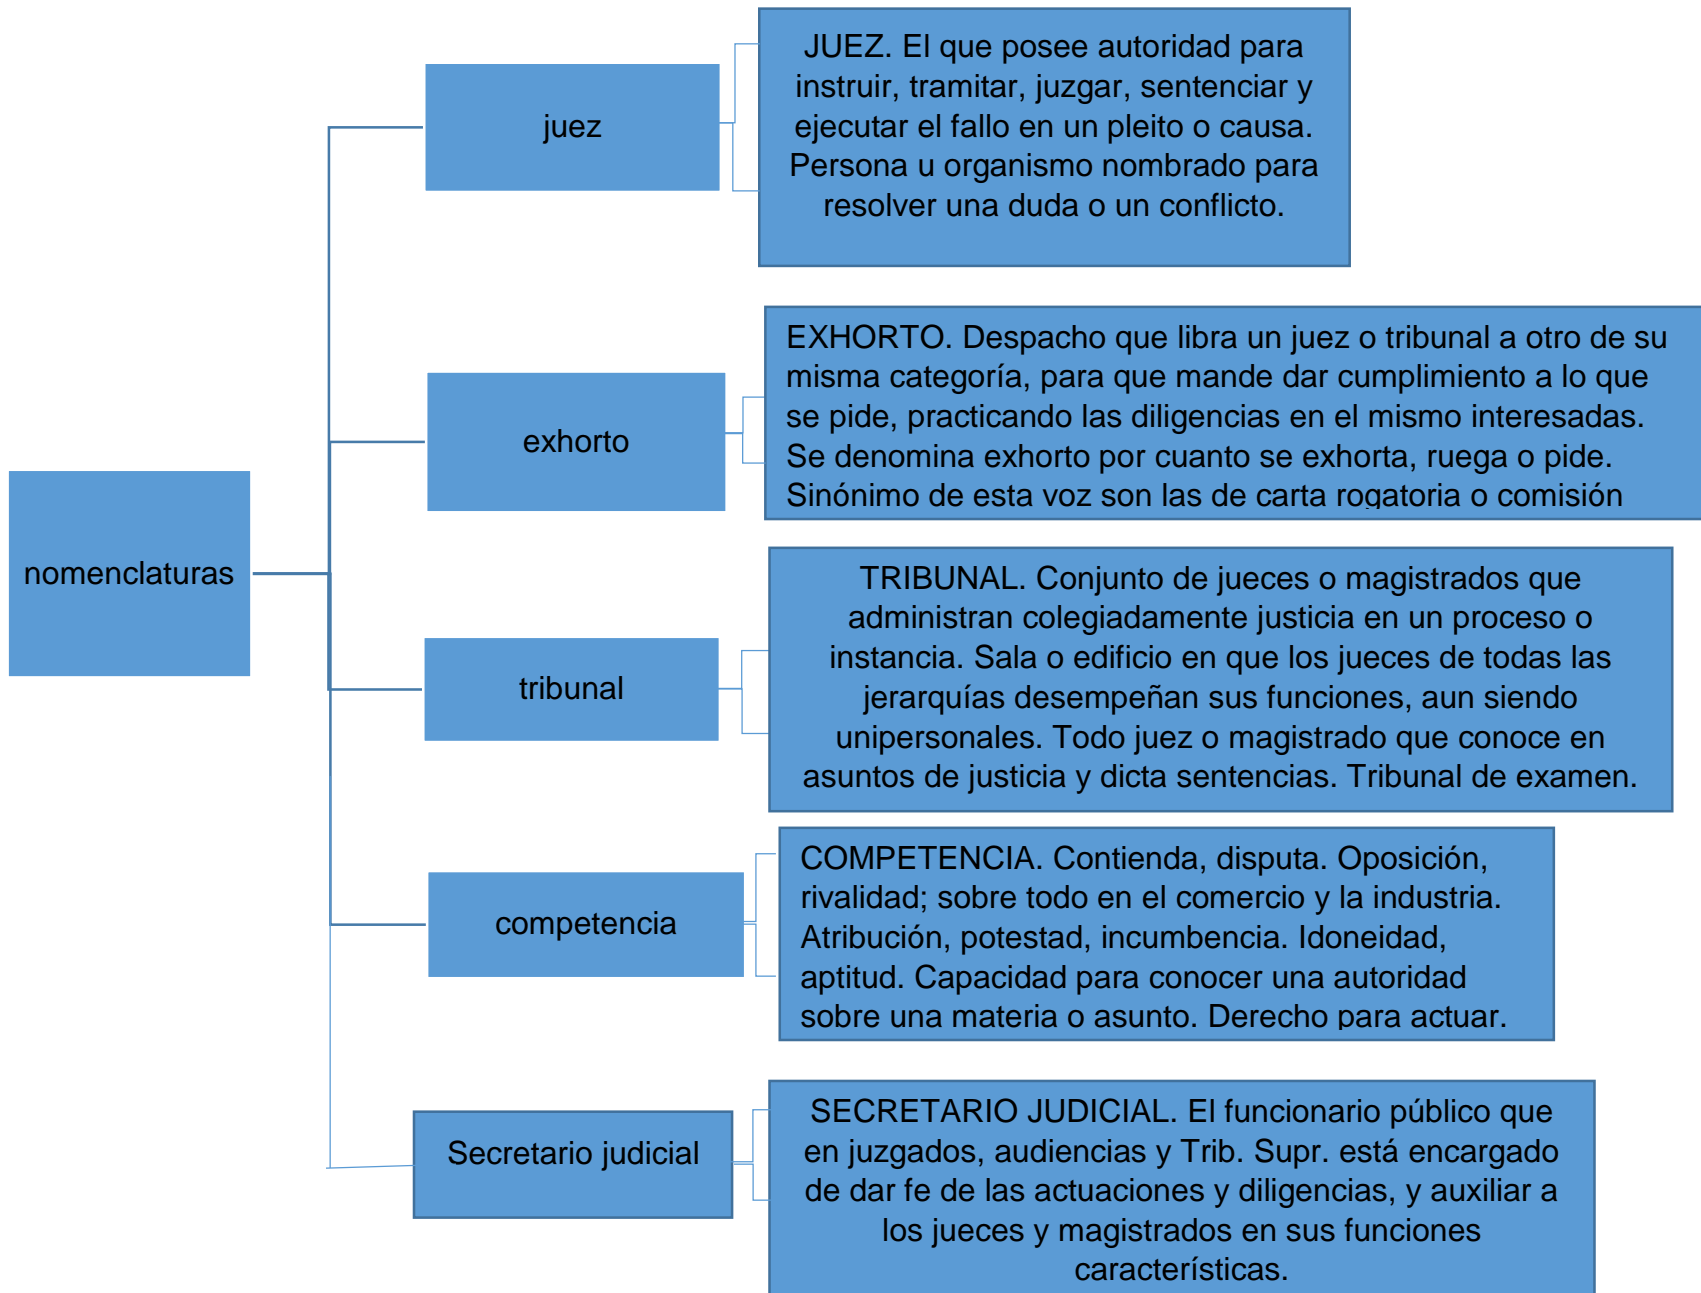 nomenclaturas
juez
JUEZ. El que posee autoridad para
instruir, tramitar, juzgar, sentenciar y
ejecutar el fallo en un pleito o causa.
Persona u organismo nombrado para
resolver una duda o un conflicto.
exhorto
EXHORTO. Despacho que libra un juez o tribunal a otro de su
misma categoría, para que mande dar cumplimiento a lo que
se pide, practicando las diligencias en el mismo interesadas.
Se denomina exhorto por cuanto se exhorta, ruega o pide.
Sinónimo de esta voz son las de carta rogatoria o comisión
tribunal
TRIBUNAL. Conjunto de jueces o magistrados que
administran colegiadamente justicia en un proceso o
instancia. Sala o edificio en que los jueces de todas las
jerarquías desempeñan sus funciones, aun siendo
unipersonales. Todo juez o magistrado que conoce en
asuntos de justicia y dicta sentencias. Tribunal de examen.
competencia
COMPETENCIA. Contienda, disputa. Oposición,
rivalidad; sobre todo en el comercio y la industria.
Atribución, potestad, incumbencia. Idoneidad,
aptitud. Capacidad para conocer una autoridad
sobre una materia o asunto. Derecho para actuar.
Secretario judicial
SECRETARIO JUDICIAL. El funcionario público que
en juzgados, audiencias y Trib. Supr. está encargado
de dar fe de las actuaciones y diligencias, y auxiliar a
los jueces y magistrados en sus funciones
características.